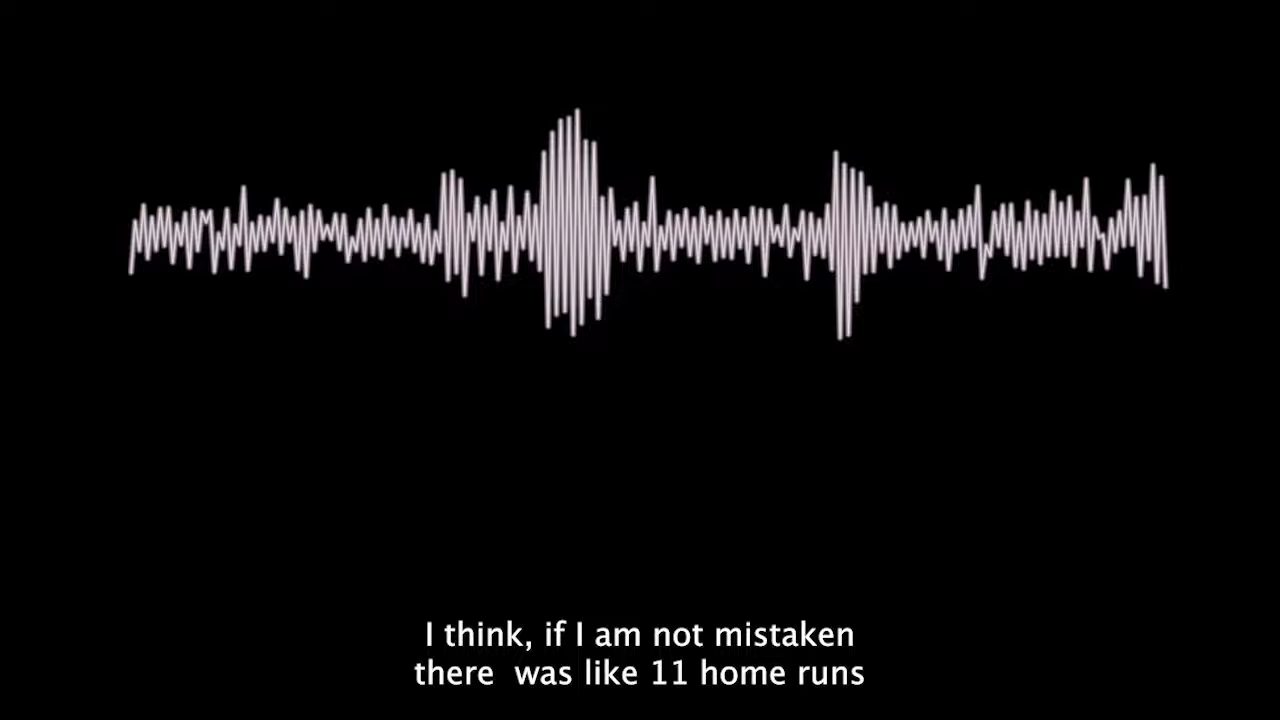 I think, if I am not mistaken
there  was like 11 home runs